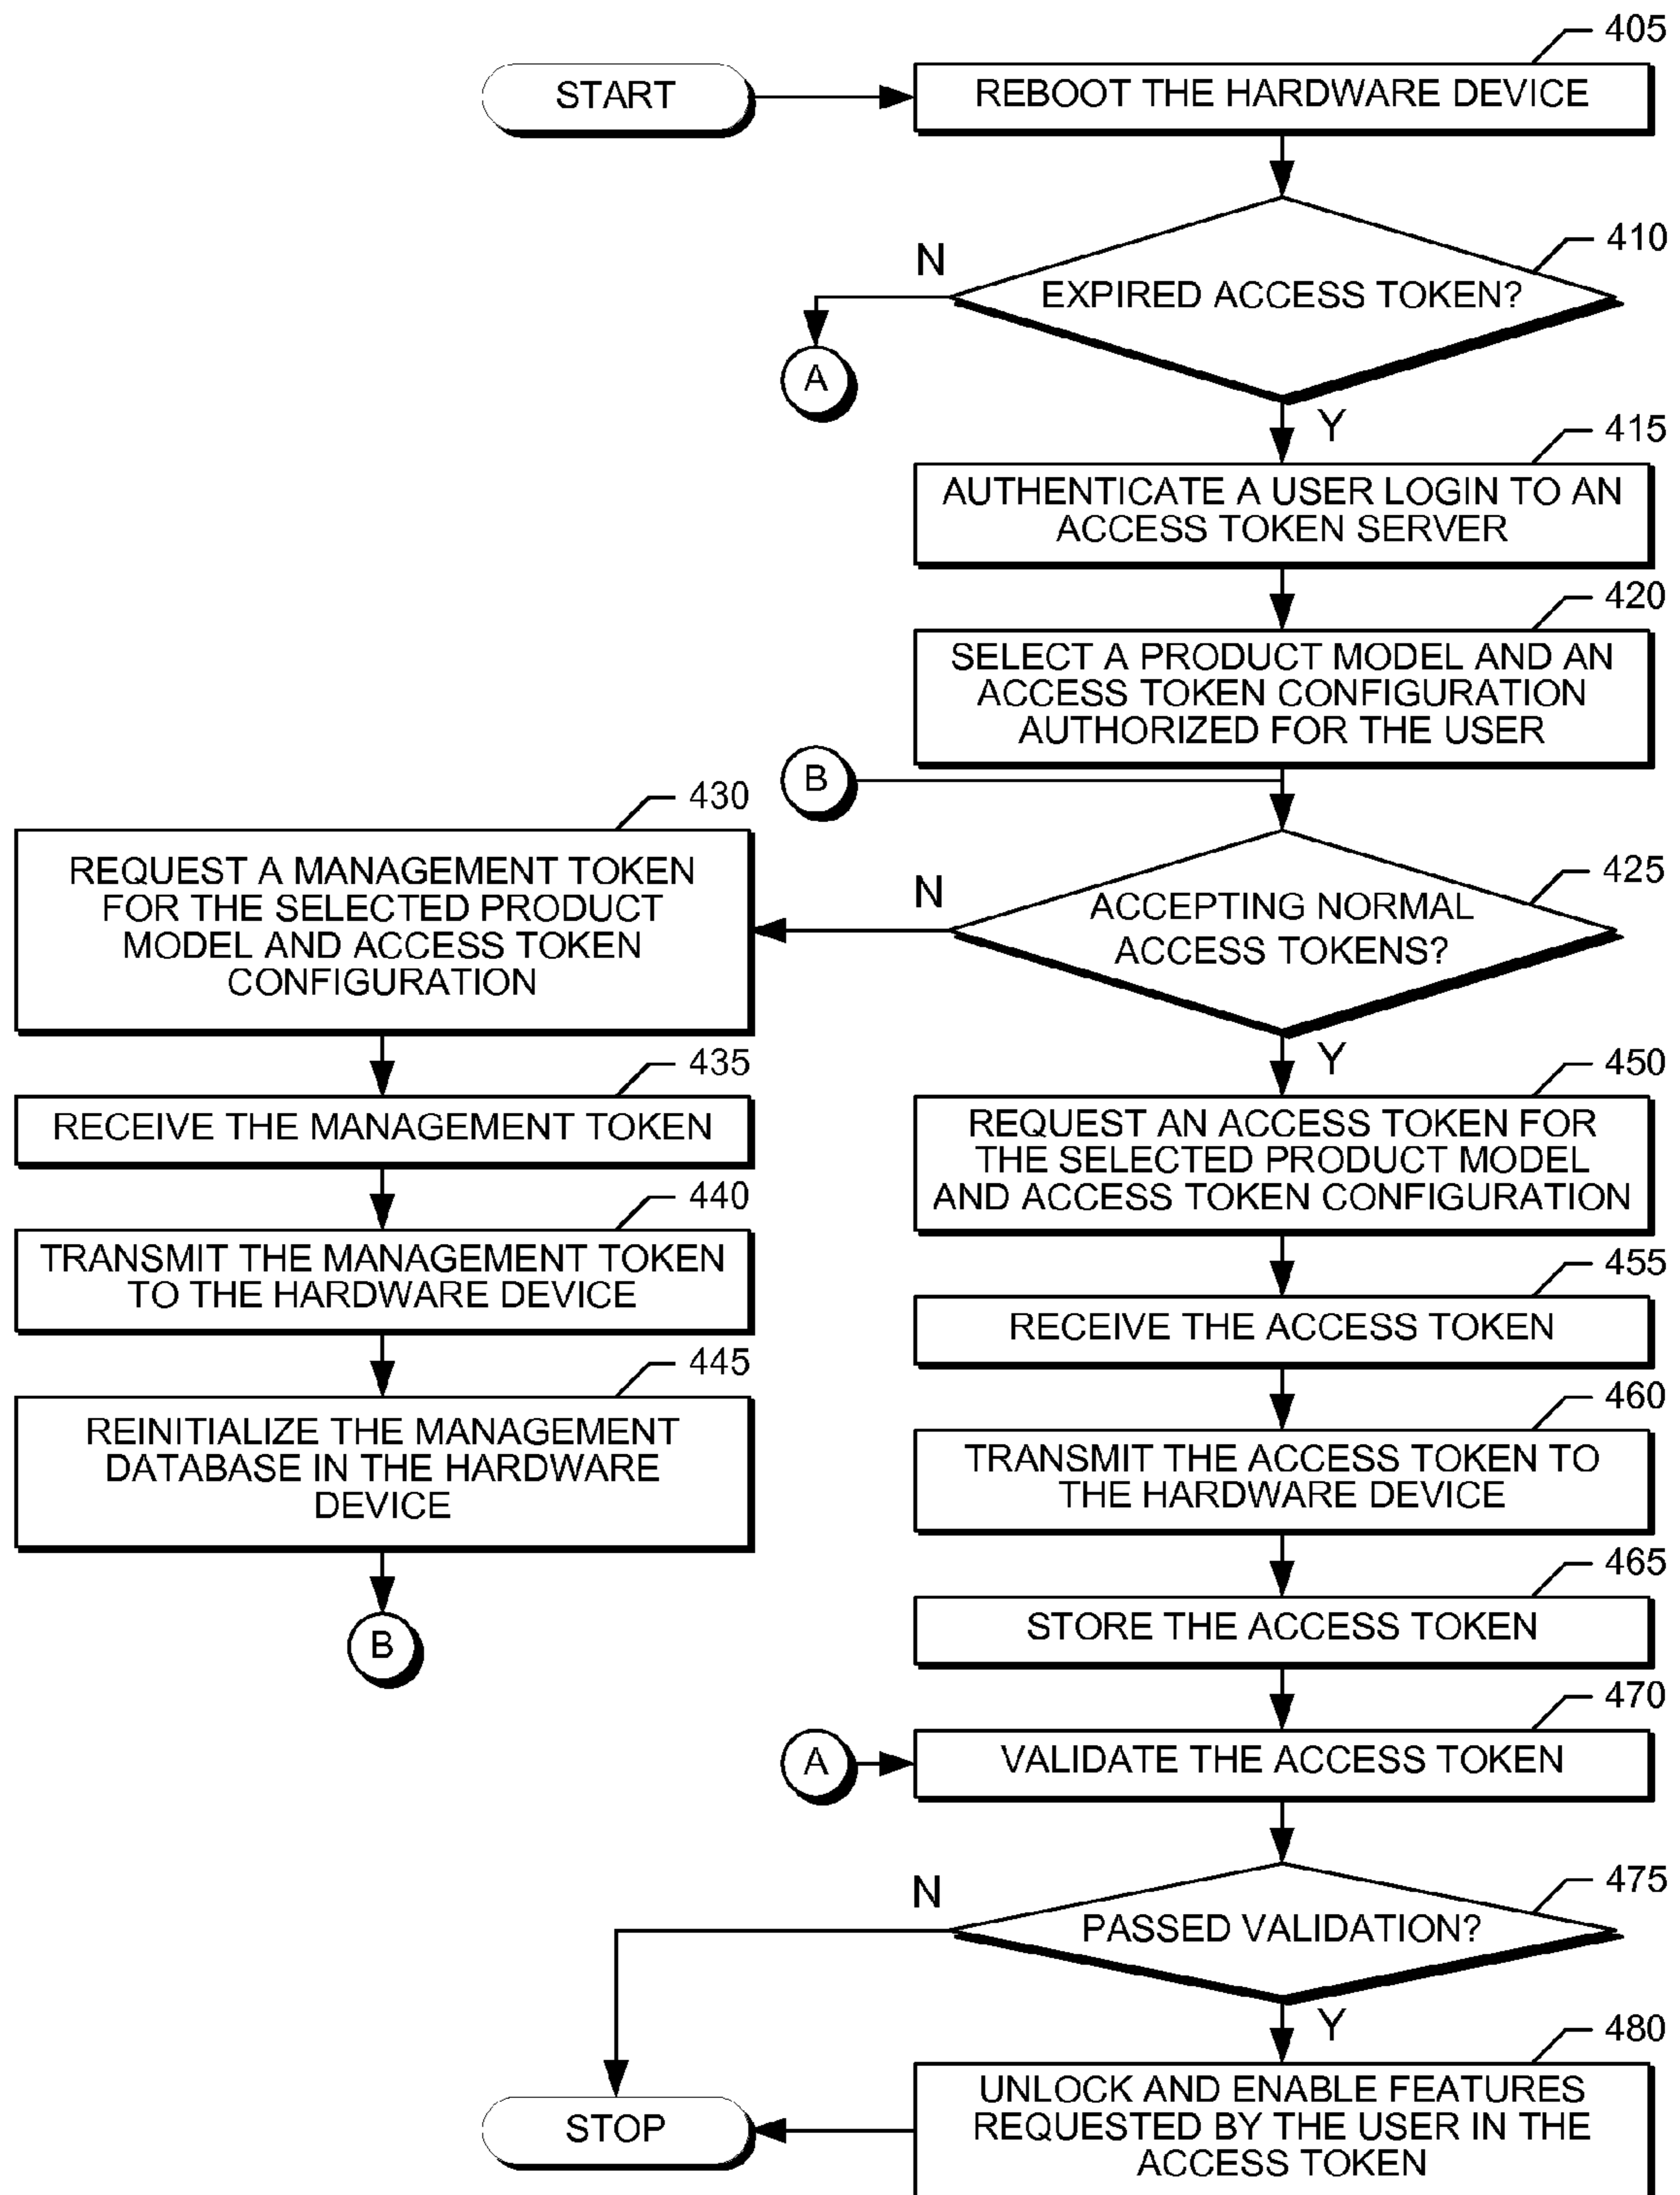 405
START
REBOOT THE HARDWARE DEVICE
410
N
EXPIRED ACCESS TOKEN?
A
Y
415
AUTHENTICATE A USER LOGIN TO AN
ACCESS TOKEN SERVER
420
SELECT A PRODUCT MODEL AND AN
ACCESS TOKEN CONFIGURATION
AUTHORIZED FOR THE USER
B
425
N
ACCEPTING NORMAL
ACCESS TOKENS?
430
REQUEST A MANAGEMENT TOKEN
FOR THE SELECTED PRODUCT
MODEL AND ACCESS TOKEN
CONFIGURATION
435
RECEIVE THE MANAGEMENT TOKEN
440
TRANSMIT THE MANAGEMENT TOKEN
TO THE HARDWARE DEVICE
445
REINITIALIZE THE MANAGEMENT
DATABASE IN THE HARDWARE
DEVICE
B
Y
450
REQUEST AN ACCESS TOKEN FOR
THE SELECTED PRODUCT MODEL
AND ACCESS TOKEN CONFIGURATION
455
RECEIVE THE ACCESS TOKEN
460
TRANSMIT THE ACCESS TOKEN TO
THE HARDWARE DEVICE
465
STORE THE ACCESS TOKEN
470
A
VALIDATE THE ACCESS TOKEN
475
N
PASSED VALIDATION?
Y
480
UNLOCK AND ENABLE FEATURES
REQUESTED BY THE USER IN THE
ACCESS TOKEN
STOP